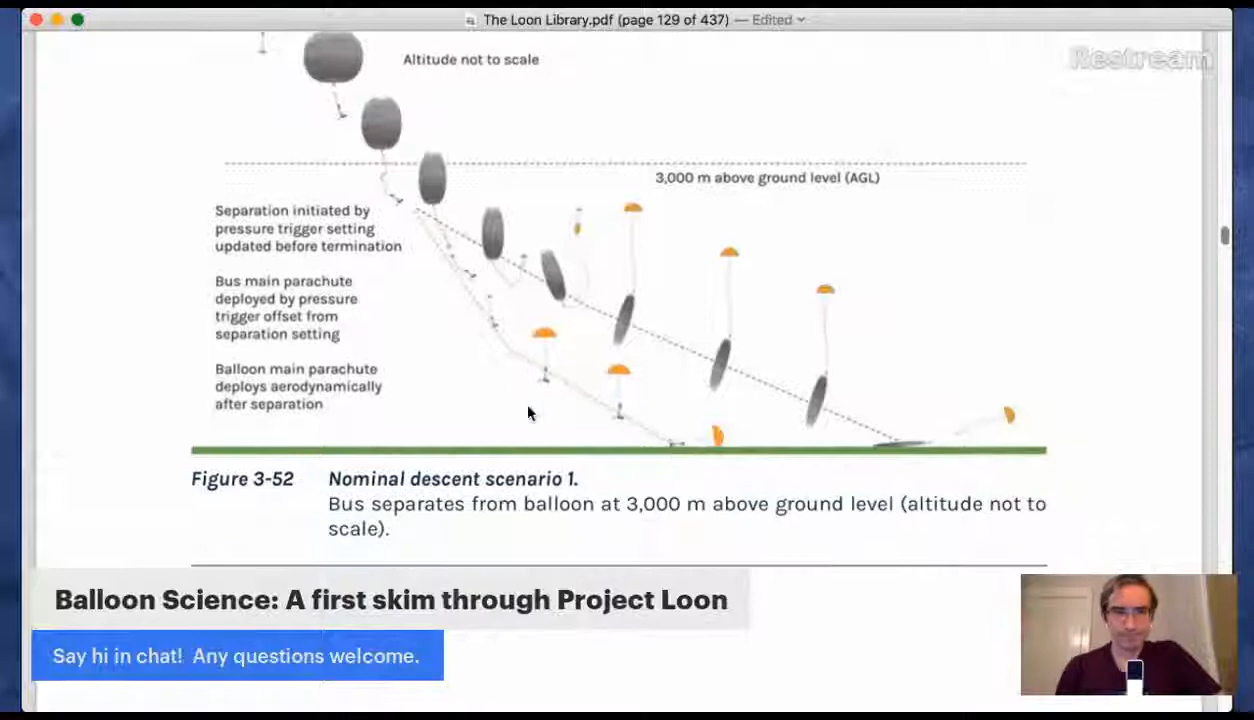 The Loon Library.pdf (page 129 of 437) — Edited
Restream
Altitude not to scale
3,000 m above ground level (AGL)
Separation initiated by
pressure trigger setting
updated before termination
Bus main parachute
deployed by pressure
trigger offset from
separation setting
Balloon main parachute
deploys aerodynamically
after separation
Figure 3-52 Nominal descent scenario 1.
Bus separates from balloon at 3,000 m above ground level (altitude not to
scale).
Balloon Science: A first skim through Project Loon
Say hi in chat! Any questions welcome.